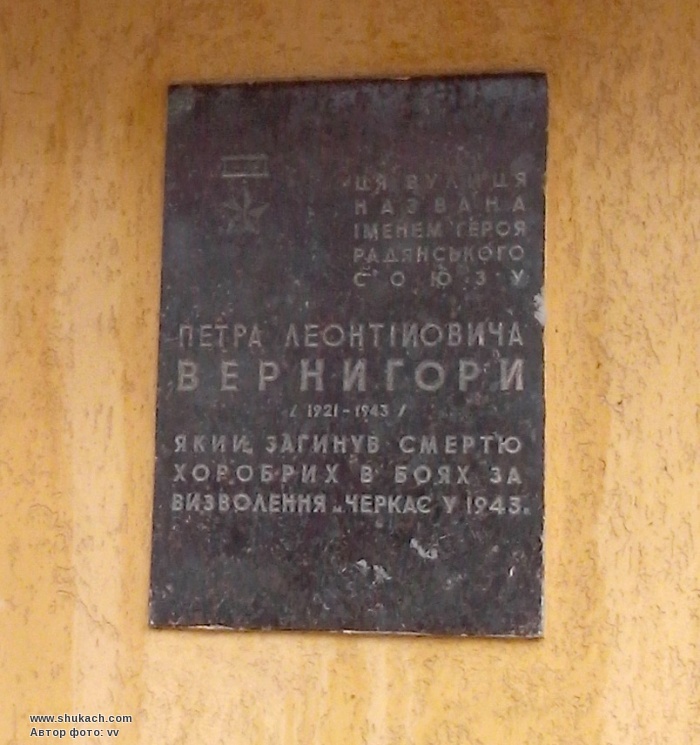 ЦЯ ВУЛИЦЯ
НАЗВАНА
ІМЕНЕМ ГЕРОЯ
РАДЯНСЬКОГО
СОЮЗУ
ПЕТРА ЛЕОНТІЙОВИЧА
ВЕРНИГОРИ
/ 1921-1943 /
ЯКИЙ ЗАГИНУВ СМЕРТЮ
ХОРОБРИХ В БОЯХ ЗА
ВИЗВОЛЕННЯ м. ЧЕРКАС У 1943.
www.shukach.com
Автор фото: vv